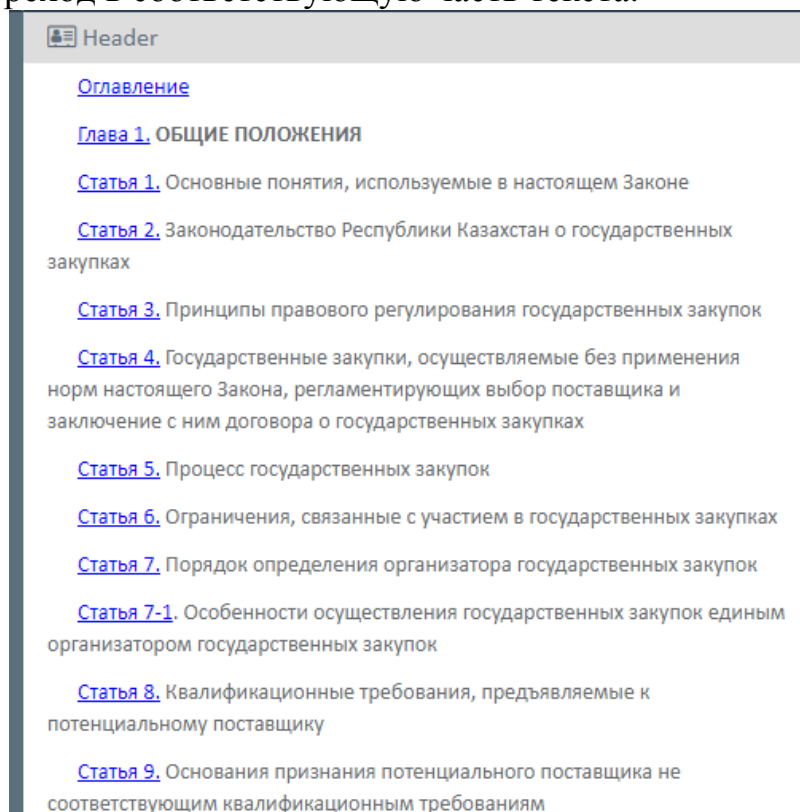 реход в соответствующую часть текста.
Header
Оглавление
Глава 1. ОБЩИЕ ПОЛОЖЕНИЯ
Статья 1. Основные понятия, используемые в настоящем Законе
Статья 2. Законодательство Республики Казахстан о государственных
закупках
Статья 3. Принципы правового регулирования государственных закупок
Статья 4. Государственные закупки, осуществляемые без применения
норм настоящего Закона, регламентирующих выбор поставщика и
заключение с ним договора о государственных закупках
Статья 5. Процесс государственных закупок
Статья 6. Ограничения, связанные с участием в государственных закупках
Статья 7. Порядок определения организатора государственных закупок
Статья 7-1. Особенности осуществления государственных закупок единым
организатором государственных закупок
Статья 8. Квалификационные требования, предъявляемые к
потенциальному поставщику
Статья 9. Основания признания потенциального поставщика не
соответствующим квалификационным требованиям